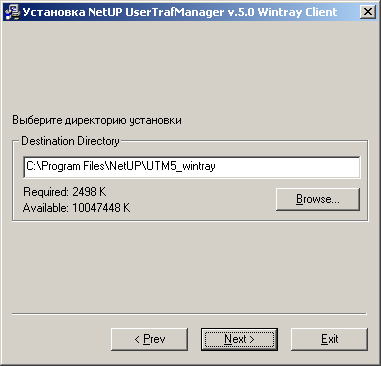 Установка NetUP UserTrafManager v.5.0 Wintray Client
Выберите директорию установки
Destination Directory
C:\Program Files\NetUP\UTM5_wintray
Required: 2498 K
Available: 10047448 K
Browse...
< Prev
Next >
Exit